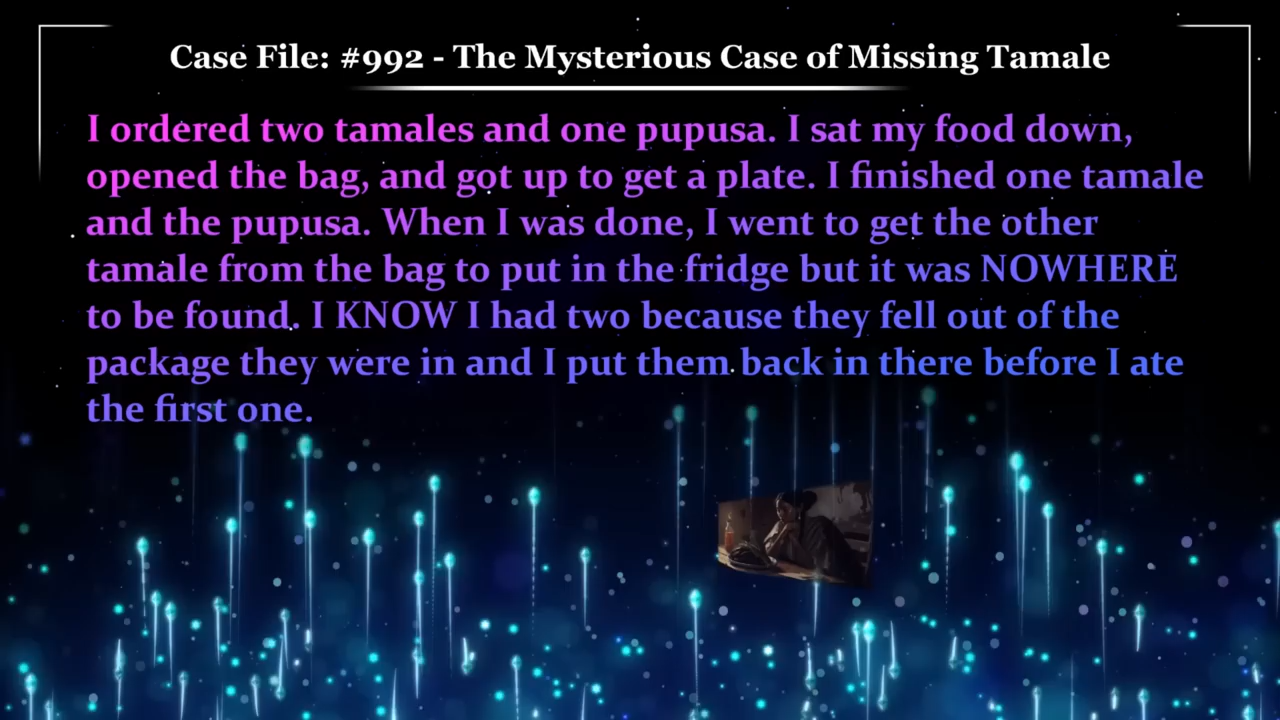 Case File: #992 - The Mysterious Case of Missing Tamale
I ordered two tamales and one pupusa. I sat my food down,
opened the bag, and got up to get a plate. I finished one tamale
and the pupusa. When I was done, I went to get the other
tamale from the bag to put in the fridge but it was NOWHERE
to be found. I KNOW I had two because they fell out of the
package they were in and I put them back in there before I ate
the first one.